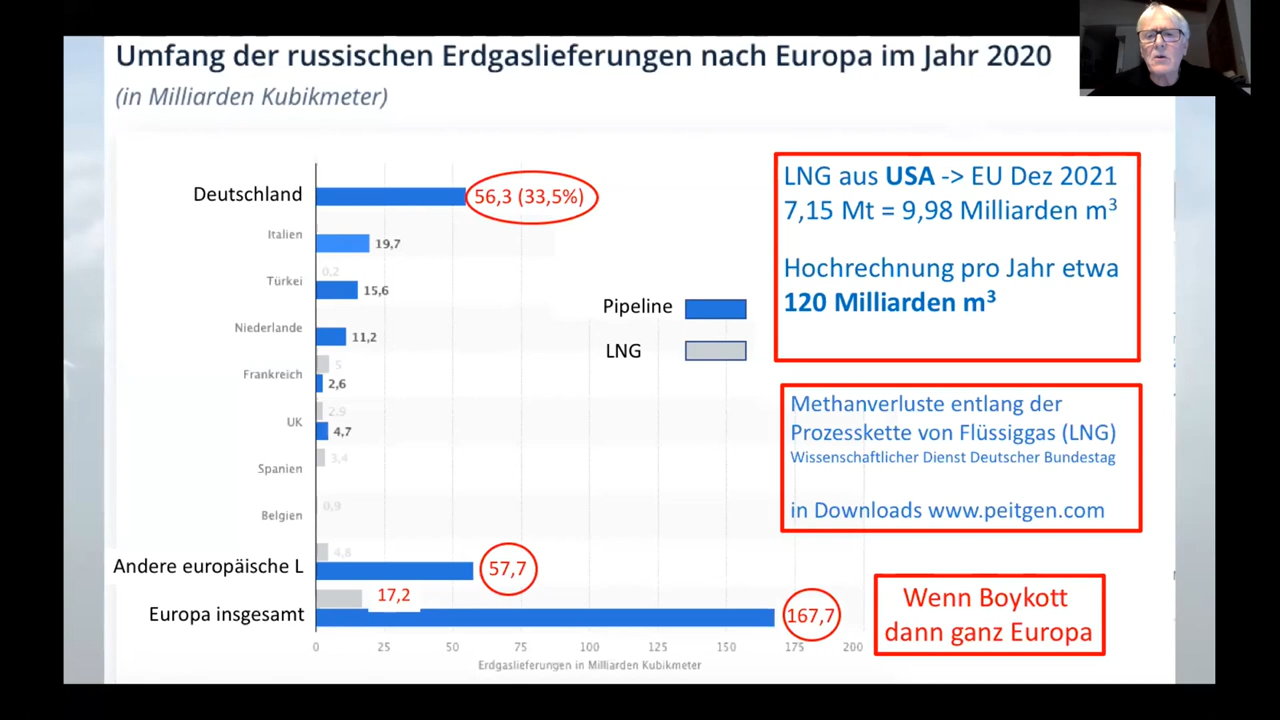 Umfang der russischen Erdgaslieferungen nach Europa im Jahr 2020
(in Milliarden Kubikmeter)
Deutschland
56,3 (33,5%)
Italien
19,7
Türkei
0,2
15,6
Niederlande
11,2
Frankreich
5
2,6
UK
2,9
4,7
Spanien
3,4
Belgien
0,9
Andere europäische L
4,8
57,7
Europa insgesamt
17,2
167,7
0 25 50 75 100 125 150 175 200
Erdgaslieferungen in Milliarden Kubikmeter
Pipeline
LNG
LNG aus USA -> EU Dez 2021
7,15 Mt = 9,98 Milliarden m³
Hochrechnung pro Jahr etwa
120 Milliarden m³
Methanverluste entlang der
Prozesskette von Flüssiggas (LNG)
Wissenschaftlicher Dienst Deutscher Bundestag
in Downloads www.peitgen.com
Wenn Boykott
dann ganz Europa